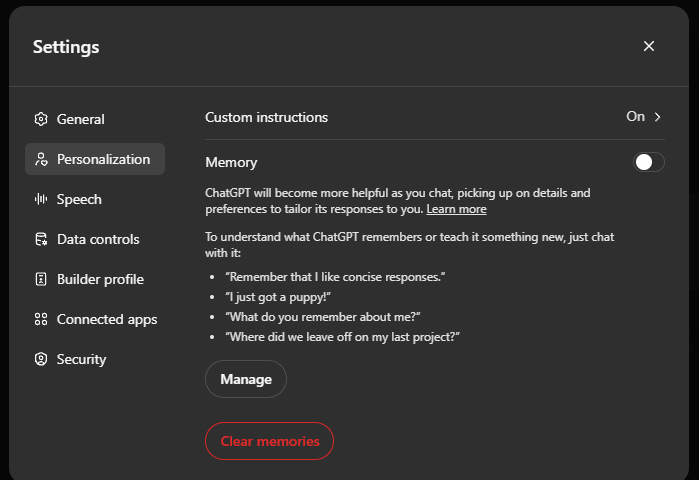 Settings
General
Personalization
Speech
Data controls
Builder profile
Connected apps
Security
Custom instructions
On
Memory
ChatGPT will become more helpful as you chat, picking up on details and
preferences to tailor its responses to you. Learn more
To understand what ChatGPT remembers or teach it something new, just chat
with it:
• “Remember that I like concise responses.”
• “I just got a puppy!”
• “What do you remember about me?”
• “Where did we leave off on my last project?”
Manage
Clear memories